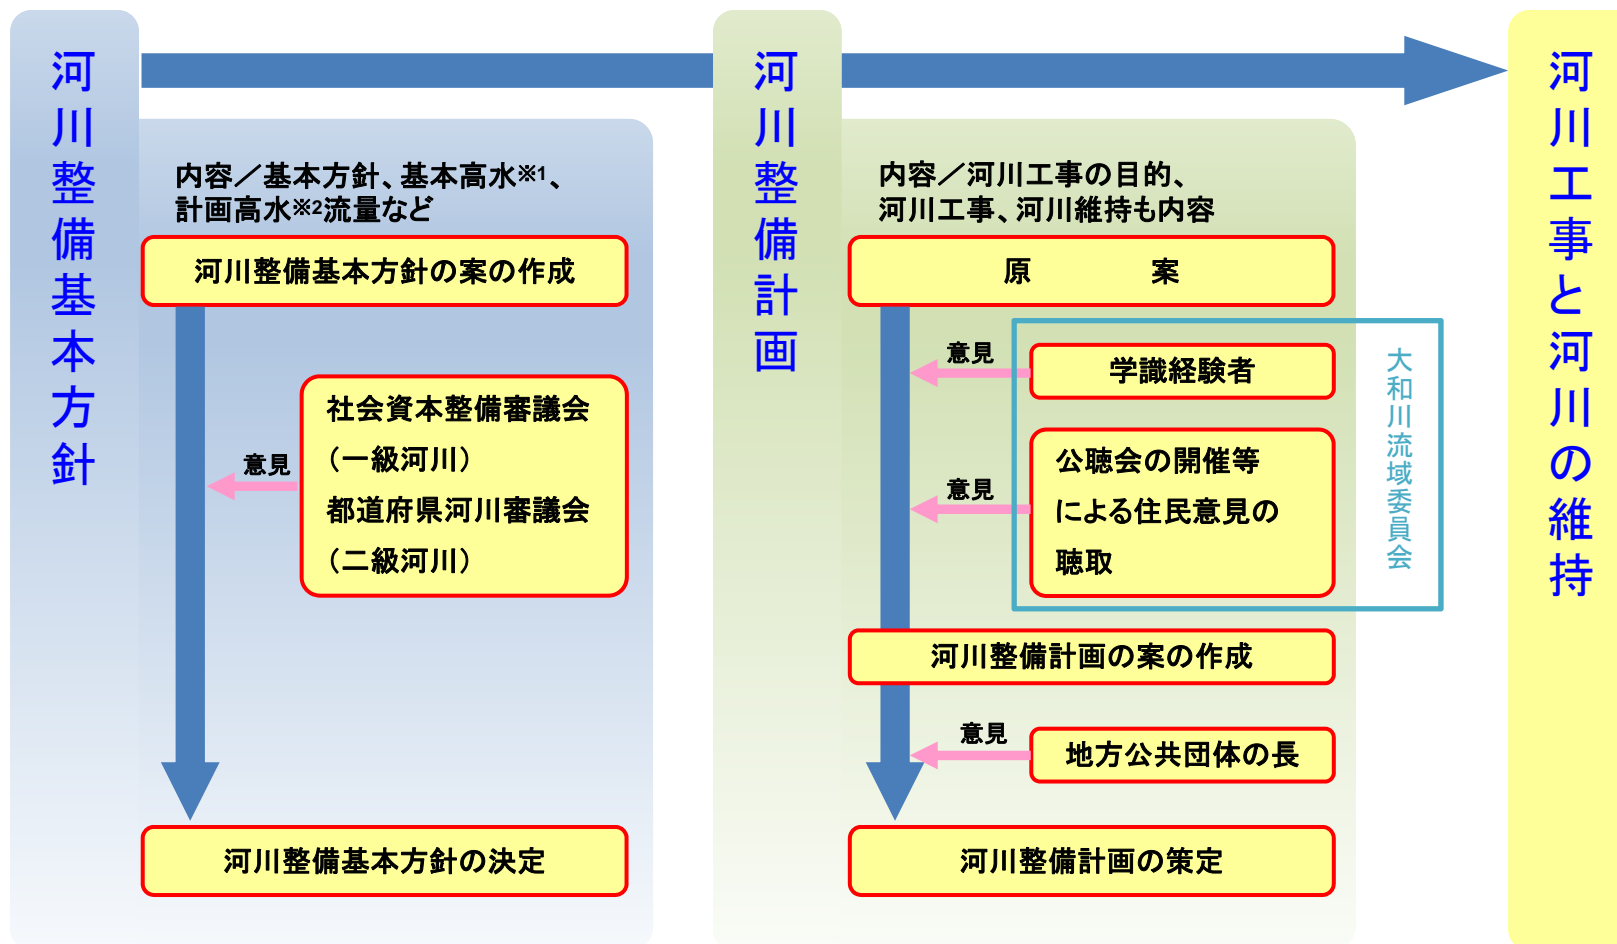 河川整備基本方針
内容／基本方針、基本高水※1、
計画高水※2流量など
河川整備基本方針の案の作成
意見
社会資本整備審議会
（一級河川）
都道府県河川審議会
（二級河川）
河川整備基本方針の決定
河川整備計画
内容／河川工事の目的、
河川工事、河川維持も内容
原　案
意見
学識経験者
意見
公聴会の開催等
による住民意見の
聴取
大和川流域委員会
河川整備計画の案の作成
意見
地方公共団体の長
河川整備計画の策定
河川工事と河川の維持